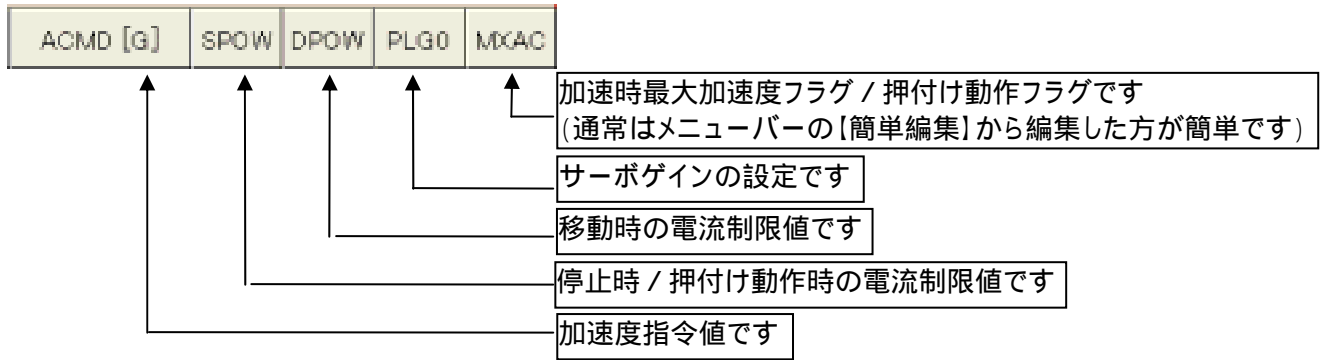 ACMD [G] SPOW DPOW PLG0 MXAC
加速時最大加速度フラグ / 押付け動作フラグです
(通常はメニューバーの【簡単編集】から編集した方が簡単です)
サーボゲインの設定です
移動時の電流制限値です
停止時 / 押付け動作時の電流制限値です
加速度指令値です